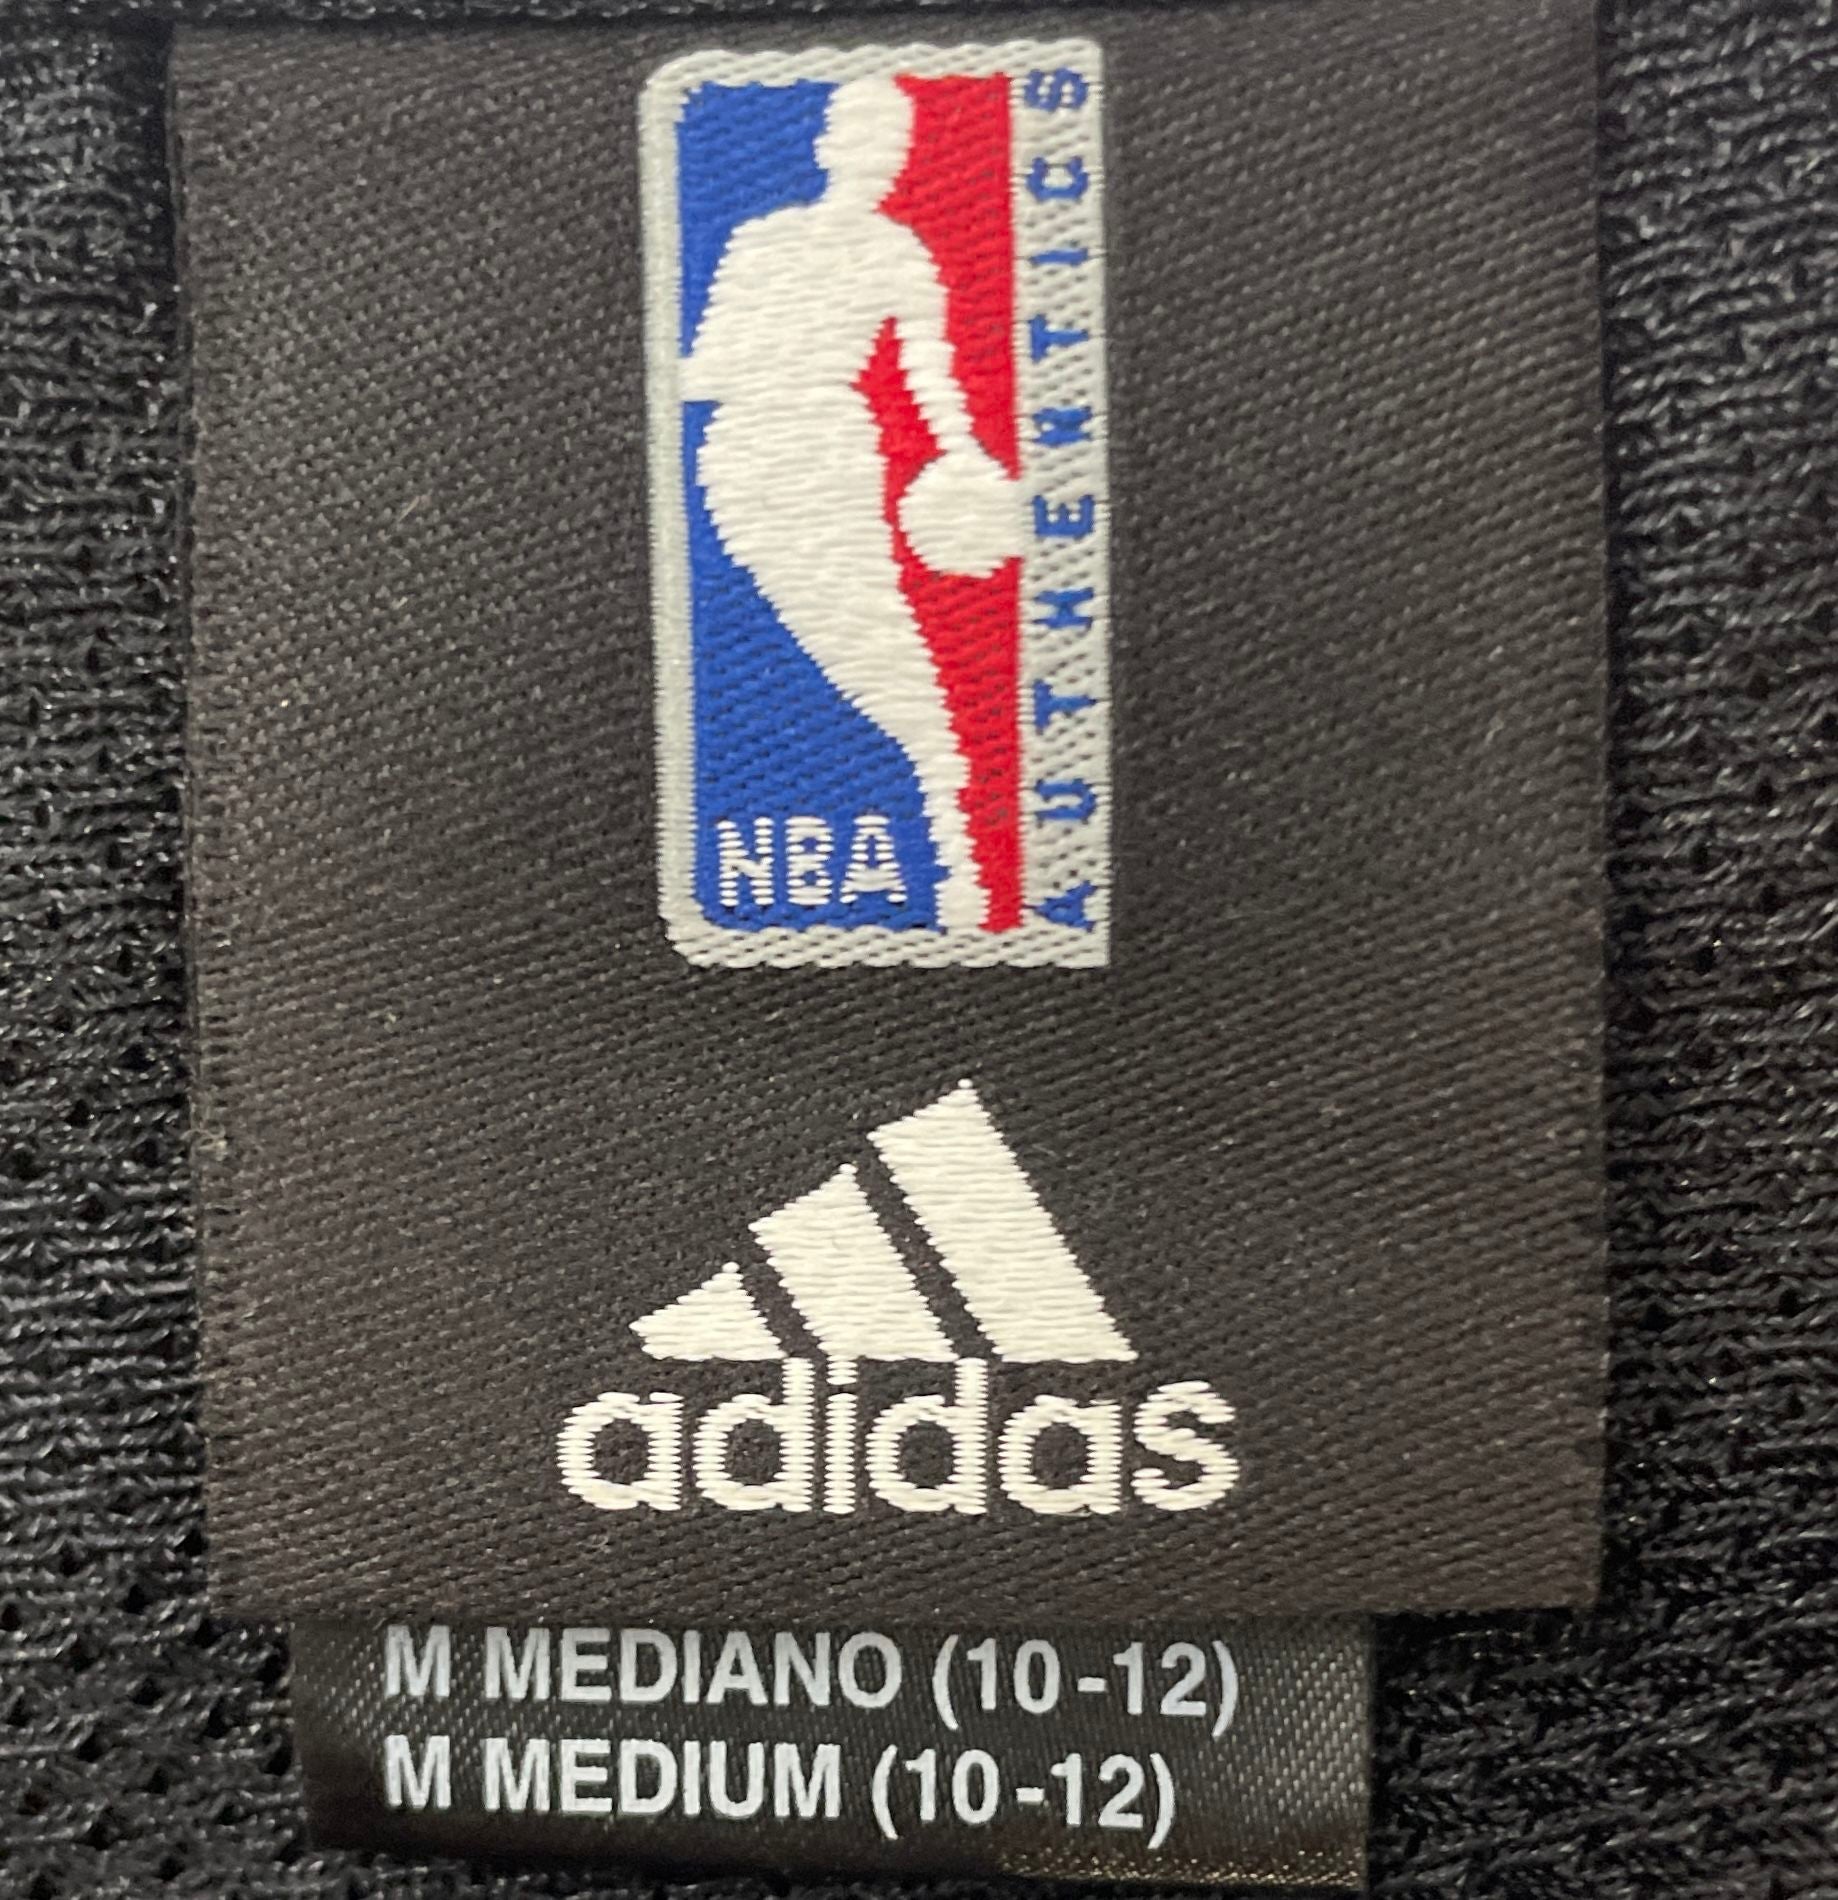 NBA
AUTHENTICS
adidas
M MEDIANO (10-12)
M MEDIUM (10-12)